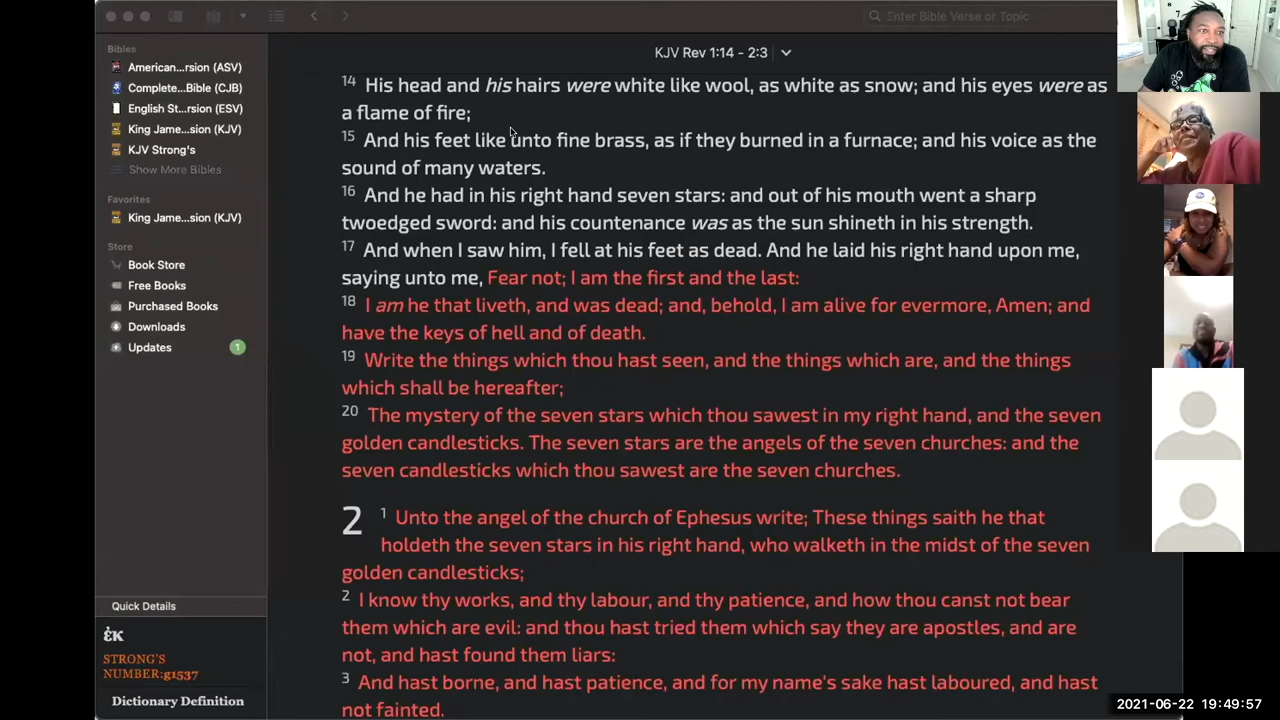 Enter Bible Verse or Topic
KJV Rev 1:14 - 2:3
Bibles
American...rsion (ASV)
Complete...Bible (CJB)
English St...rsion (ESV)
King Jame...sion (KJV)
KJV Strong's
Show More Bibles
Favorites
King Jame...sion (KJV)
Store
Book Store
Free Books
Purchased Books
Downloads
Updates 1
Quick Details
ἐκ
STRONG'S
NUMBER:g1537
Dictionary Definition
14 His head and his hairs were white like wool, as white as snow; and his eyes were as
a flame of fire;
15 And his feet like unto fine brass, as if they burned in a furnace; and his voice as the
sound of many waters.
16 And he had in his right hand seven stars: and out of his mouth went a sharp
twoedged sword: and his countenance was as the sun shineth in his strength.
17 And when I saw him, I fell at his feet as dead. And he laid his right hand upon me,
saying unto me, Fear not; I am the first and the last:
18 I am he that liveth, and was dead; and, behold, I am alive for evermore, Amen; and
have the keys of hell and of death.
19 Write the things which thou hast seen, and the things which are, and the things
which shall be hereafter;
20 The mystery of the seven stars which thou sawest in my right hand, and the seven
golden candlesticks. The seven stars are the angels of the seven churches: and the
seven candlesticks which thou sawest are the seven churches.
2 1 Unto the angel of the church of Ephesus write; These things saith he that
holdeth the seven stars in his right hand, who walketh in the midst of the seven
golden candlesticks;
2 I know thy works, and thy labour, and thy patience, and how thou canst not bear
them which are evil: and thou hast tried them which say they are apostles, and are
not, and hast found them liars:
3 And hast borne, and hast patience, and for my name's sake hast laboured, and hast
not fainted.
2021-06-22 19:49:57